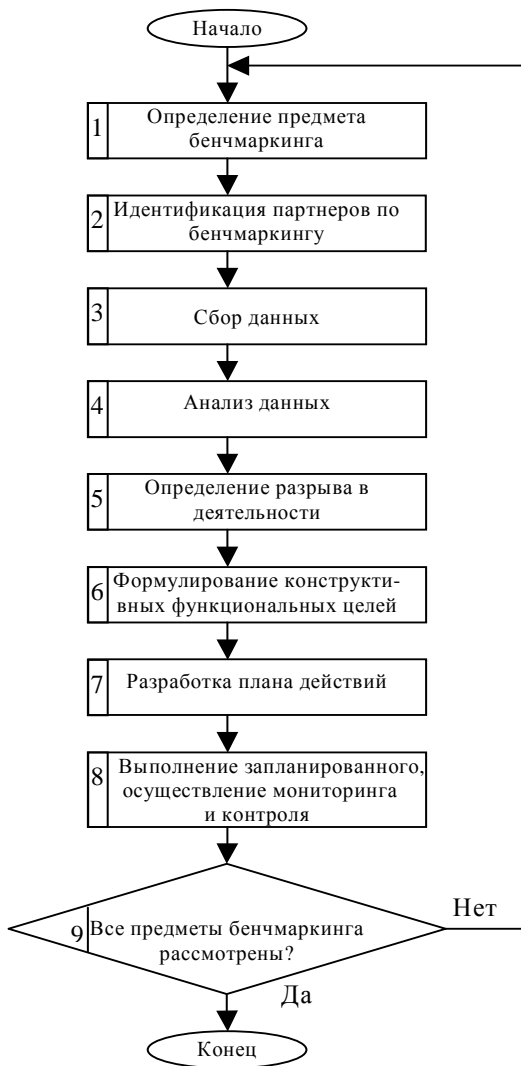 Начало
1
Определение предмета
бенчмаркинга
2
Идентификация партнеров по
бенчмаркингу
3
Сбор данных
4
Анализ данных
5
Определение разрыва в
деятельности
6
Формулирование конструкти-
вных функциональных целей
7
Разработка плана действий
8
Выполнение запланированного,
осуществление мониторинга
и контроля
9
Все предметы бенчмаркинга
рассмотрены?
Нет
Да
Конец